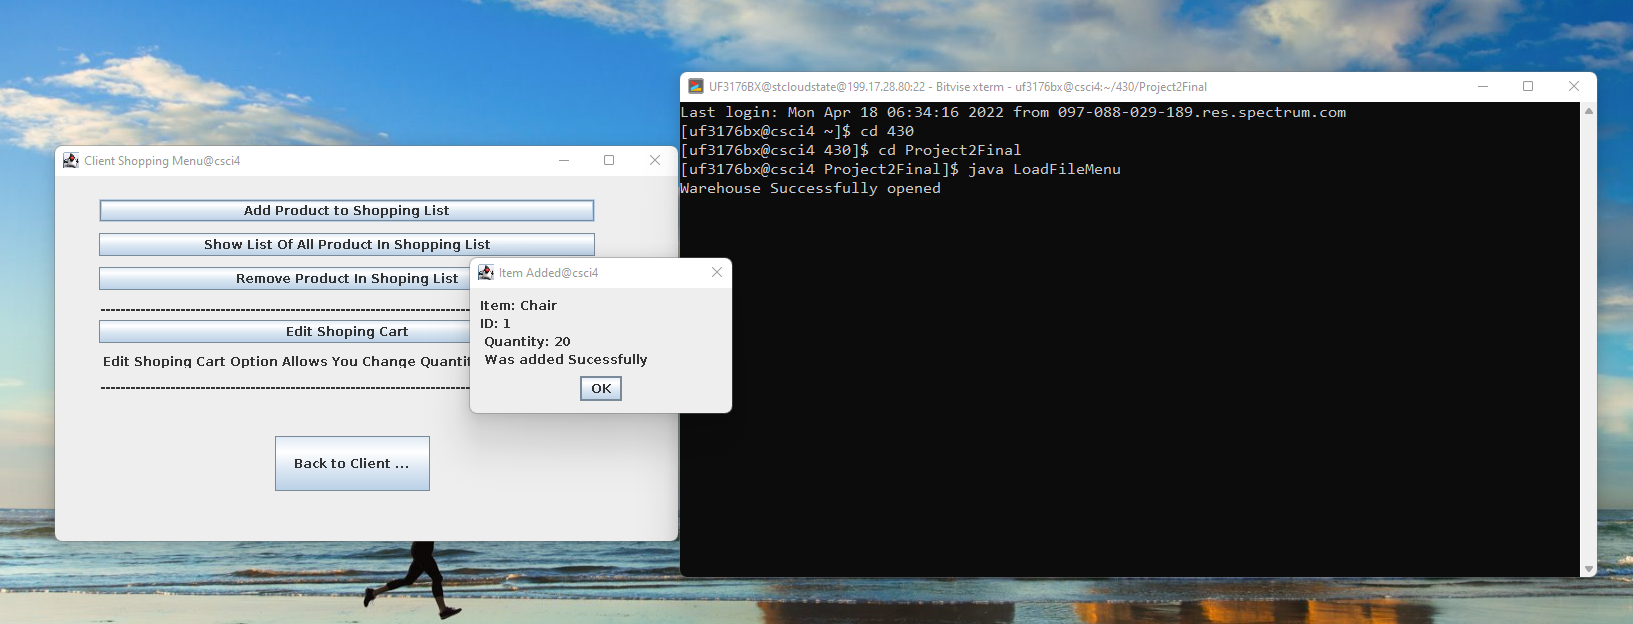 UF3176BX@stcloudstate@199.17.28.80:22 - Bitvise xterm - uf3176bx@csci4:~/430/Project2Final
Last login: Mon Apr 18 06:34:16 2022 from 097-088-029-189.res.spectrum.com
[uf3176bx@csci4 ~]$ cd 430
[uf3176bx@csci4 430]$ cd Project2Final
[uf3176bx@csci4 Project2Final]$ java LoadFileMenu
Warehouse Successfully opened
Client Shopping Menu@csci4
Add Product to Shopping List
Show List Of All Product In Shopping List
Remove Product In Shoping List
Edit Shoping Cart
Edit Shoping Cart Option Allows You Change Quanti
Back to Client ...
Item Added@csci4
Item: Chair
ID: 1
Quantity: 20
Was added Sucessfully
OK